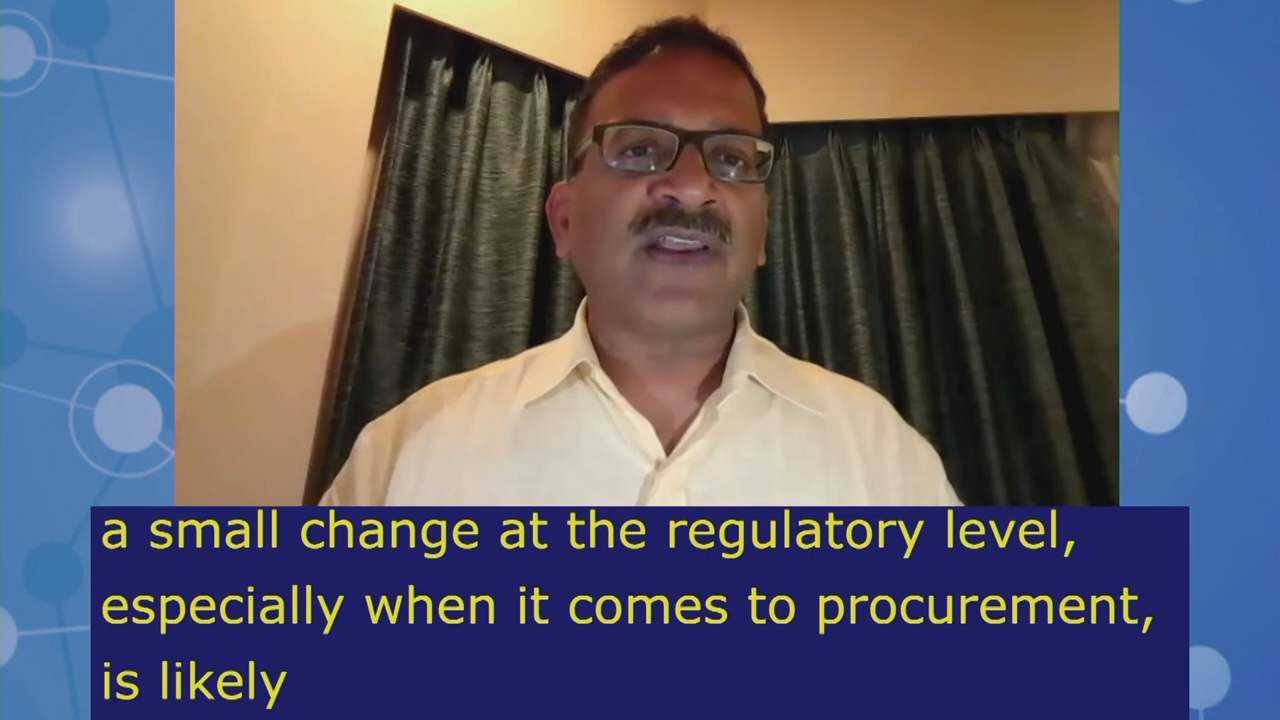 a small change at the regulatory level,
especially when it comes to procurement,
is likely